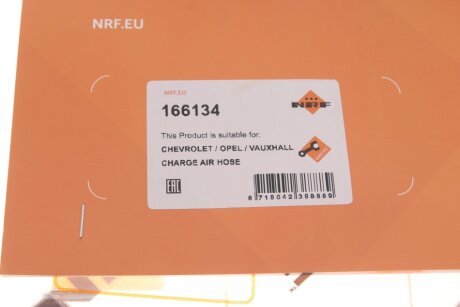 NRF.EU
NRF.EU
166134
NRF
This Product is suitable for:
CHEVROLET / OPEL / VAUXHALL
CHARGE AIR HOSE
EAC
8 718042 388869